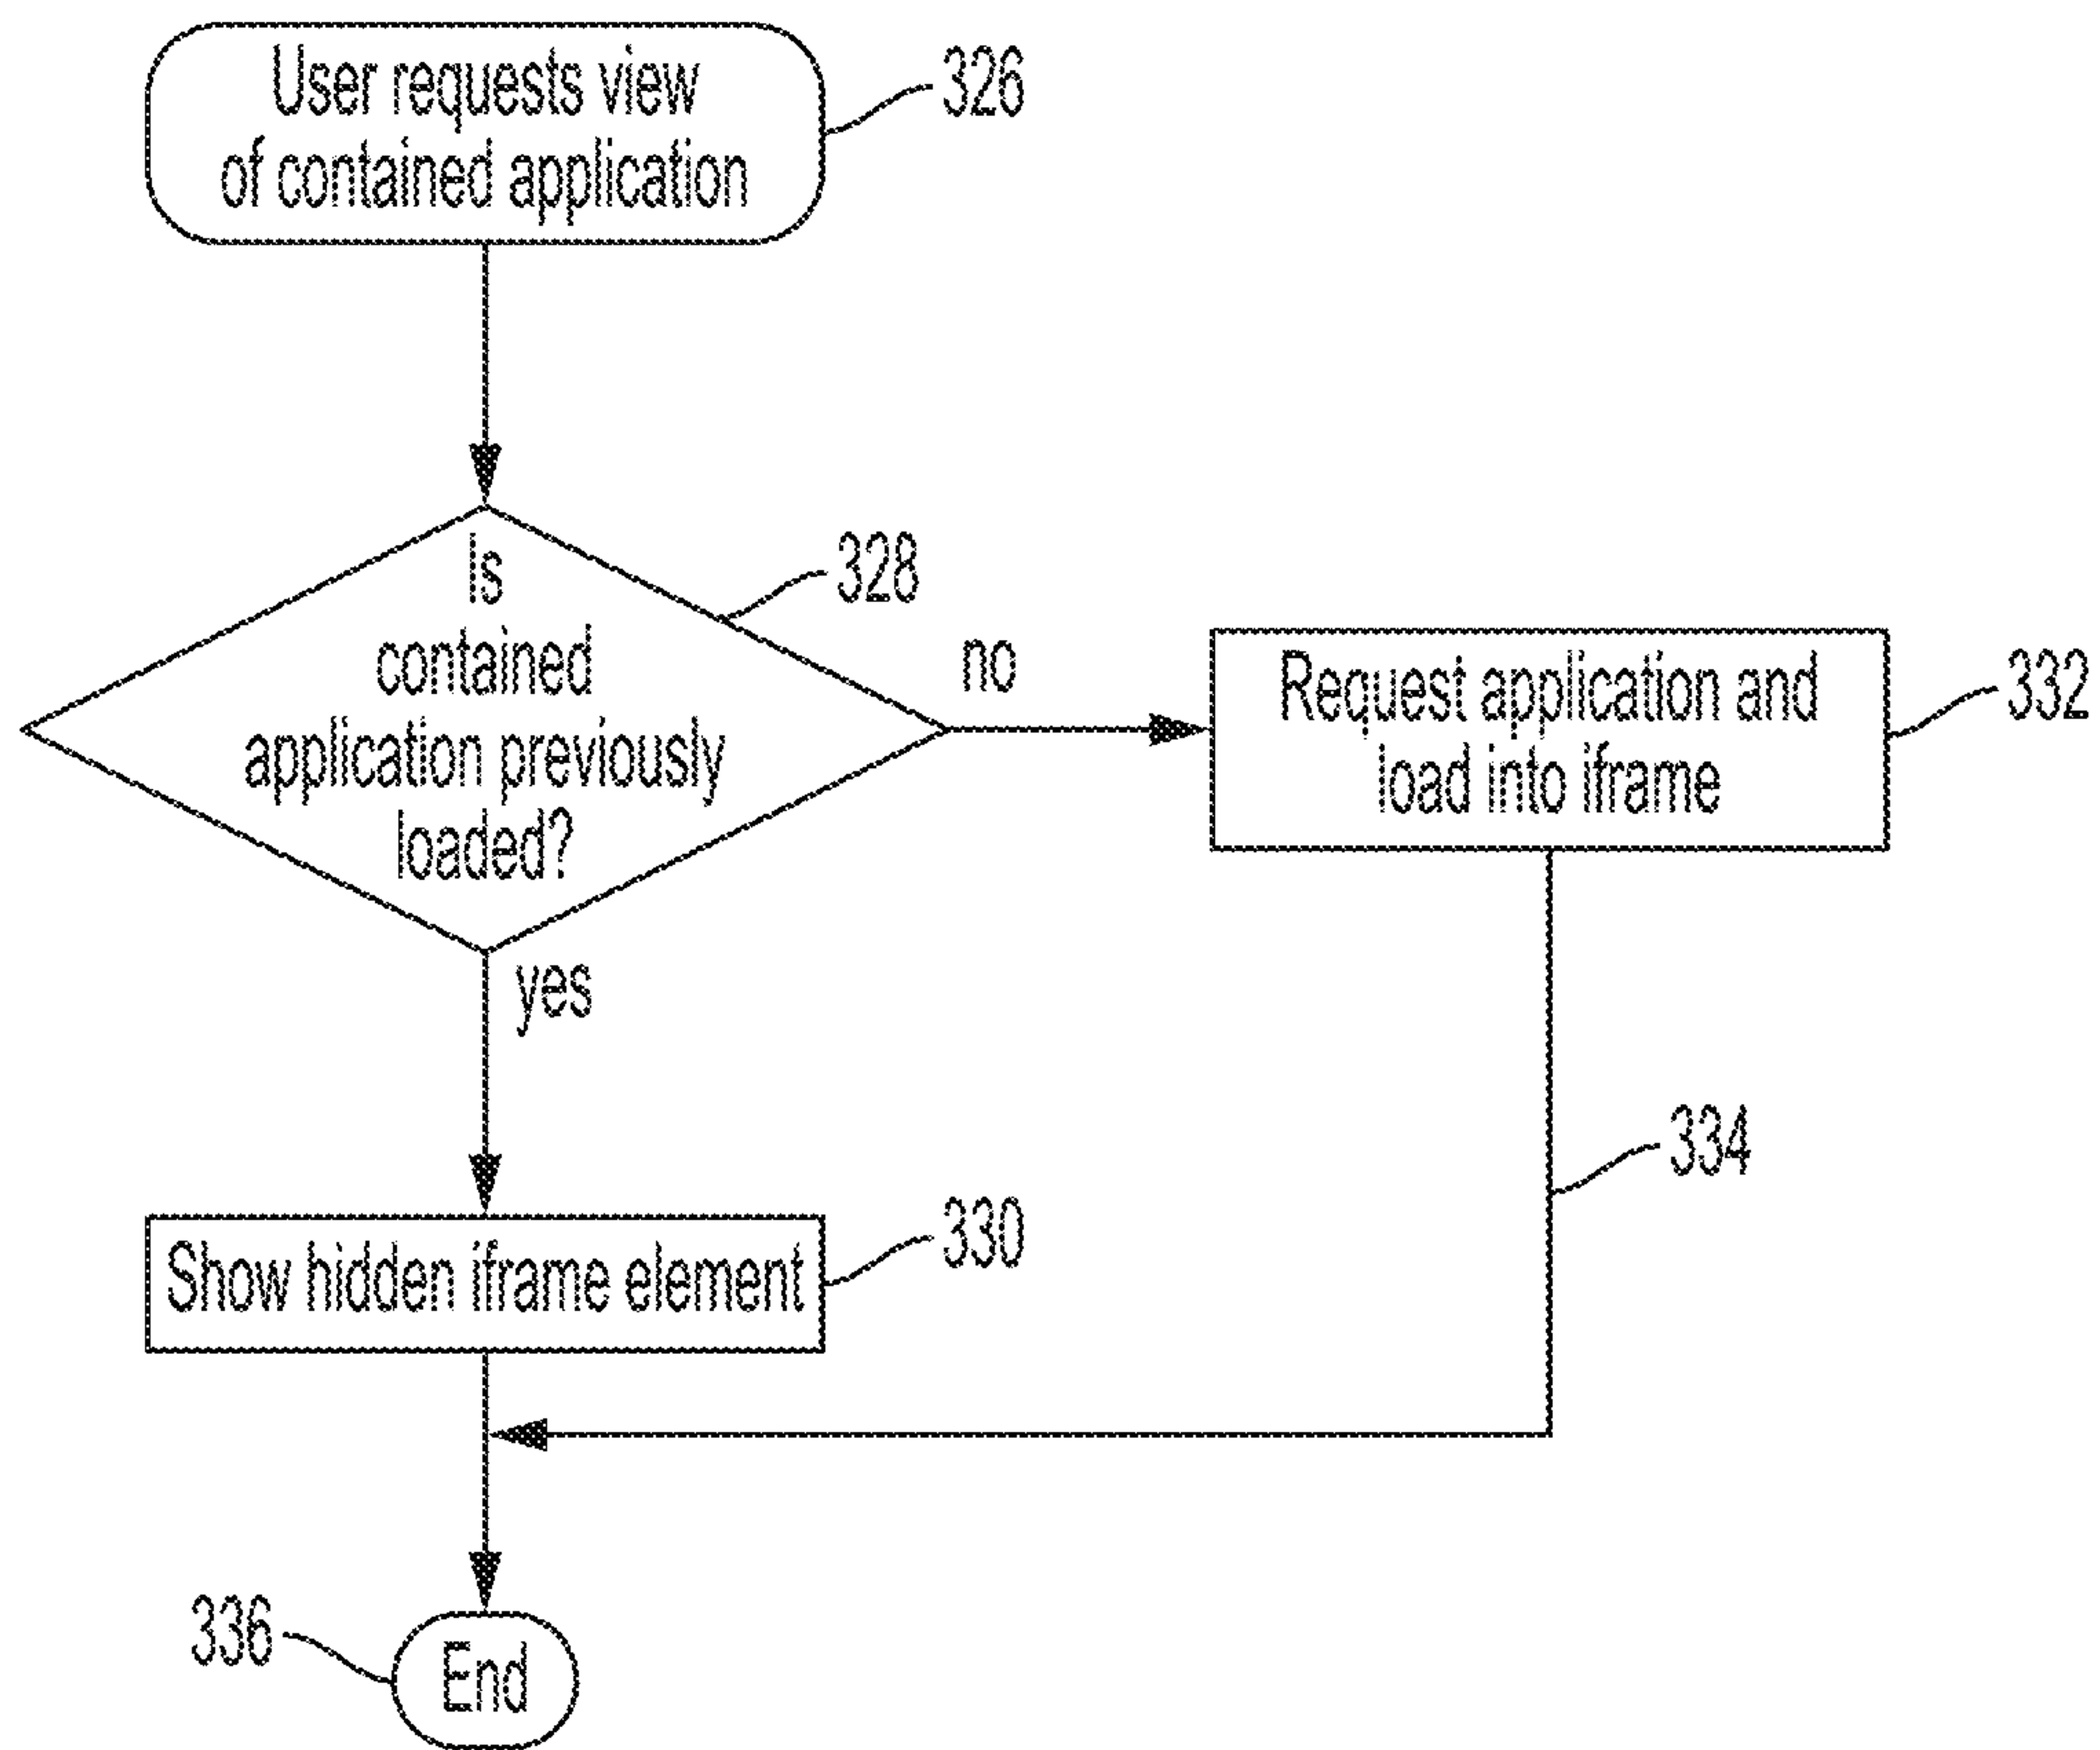 User requests view
of contained application
326
Is
contained
application previously
loaded?
328
no
Request application and
load into iframe
332
yes
334
Show hidden iframe element
330
336
End